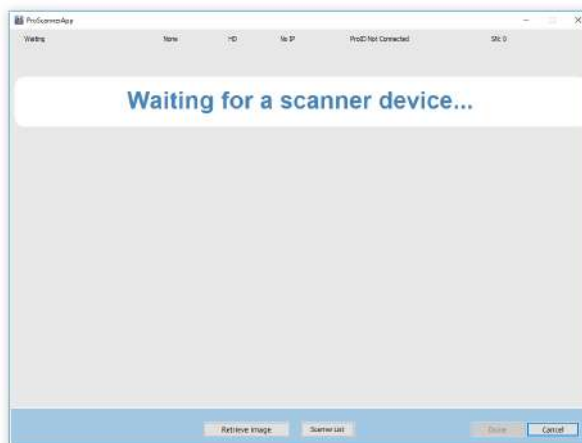 ProScannerApp
Waiting None HD No IP ProID Not Connected SN: 0
Waiting for a scanner device...
Retrieve Image Scanner List Done Cancel